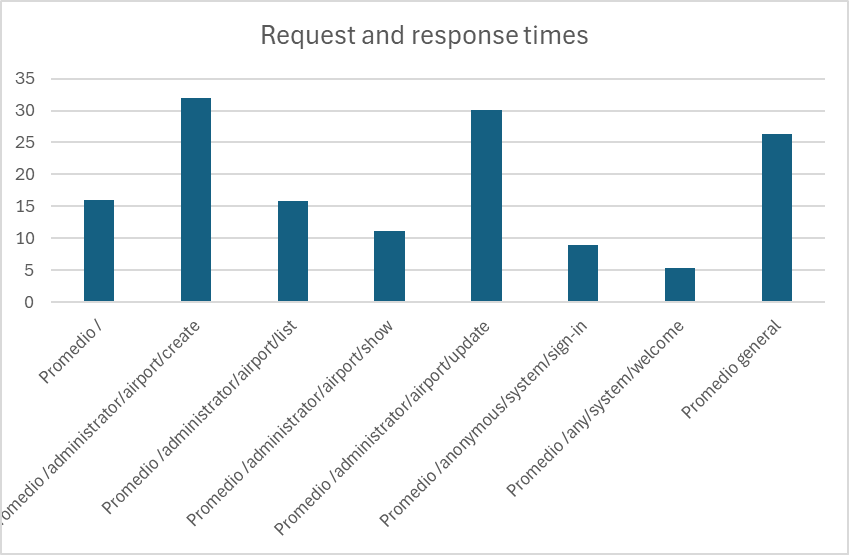 Request and response times
35
30
25
20
15
10
5
0
Promedio /
romedio /administrator/airport/create
Promedio /administrator/airport/list
Promedio /administrator/airport/show
Promedio /administrator/airport/update
Promedio /anonymous/system/sign-in
Promedio /any/system/welcome
Promedio general